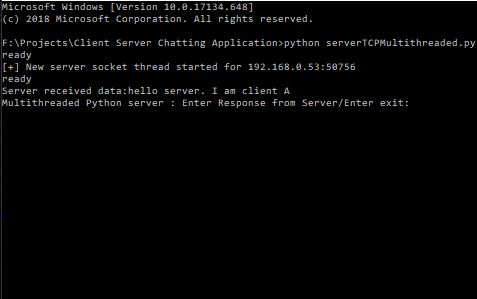 Microsoft Windows [Version 10.0.17134.648]
(c) 2018 Microsoft Corporation. All rights reserved.
F:\Projects\Client Server Chatting Application>python serverTCPMultithreaded.py
ready
[+] New server socket thread started for 192.168.0.53:50756
ready
Server received data:hello server. I am client A
Multithreaded Python server : Enter Response from Server/Enter exit: